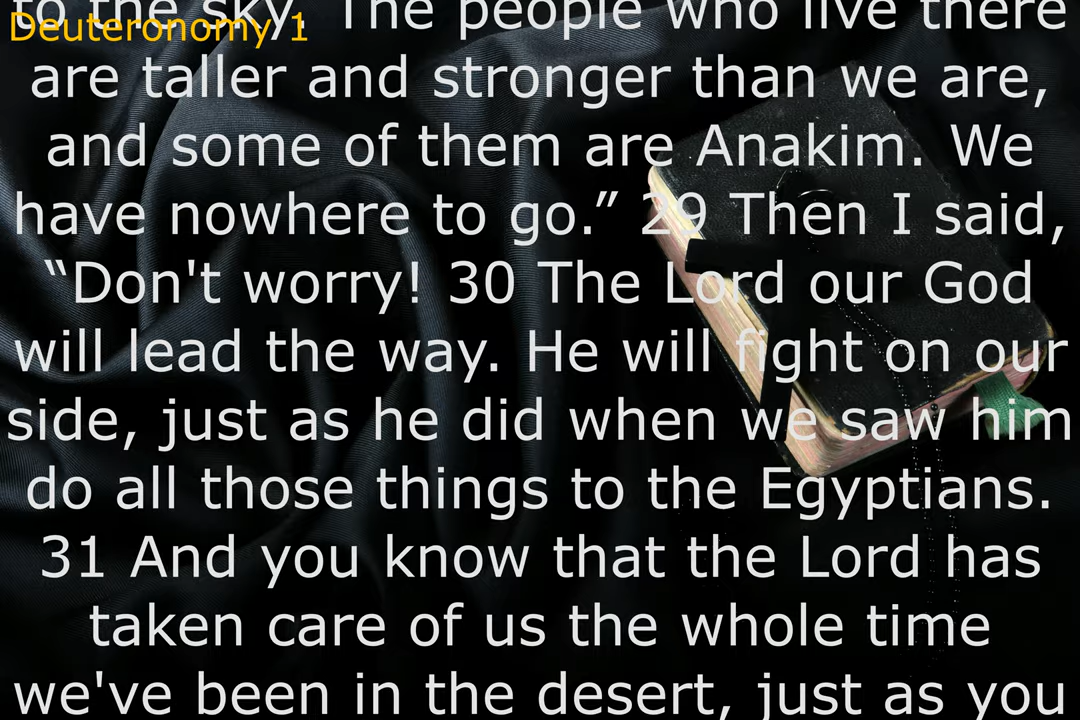 to the sky. The people who live there
Deuteronomy 1
are taller and stronger than we are,
and some of them are Anakim. We
have nowhere to go.” 29 Then I said,
“Don't worry! 30 The Lord our God
will lead the way. He will fight on our
side, just as he did when we saw him
do all those things to the Egyptians.
31 And you know that the Lord has
taken care of us the whole time
we've been in the desert, just as you